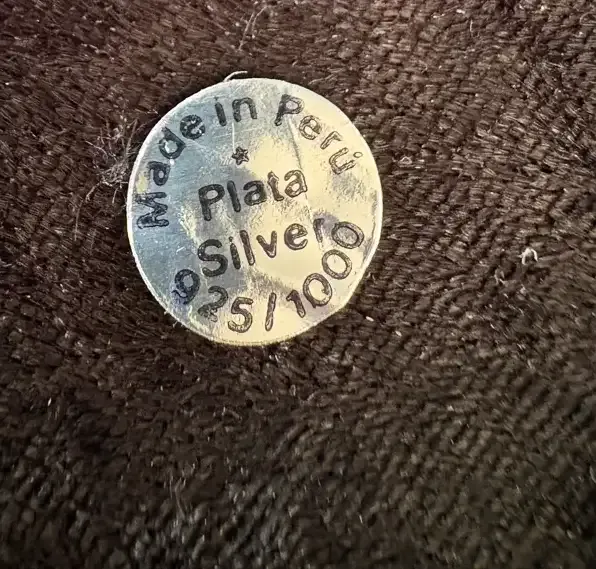 Made in Perú
Plata
Silver
925/1000